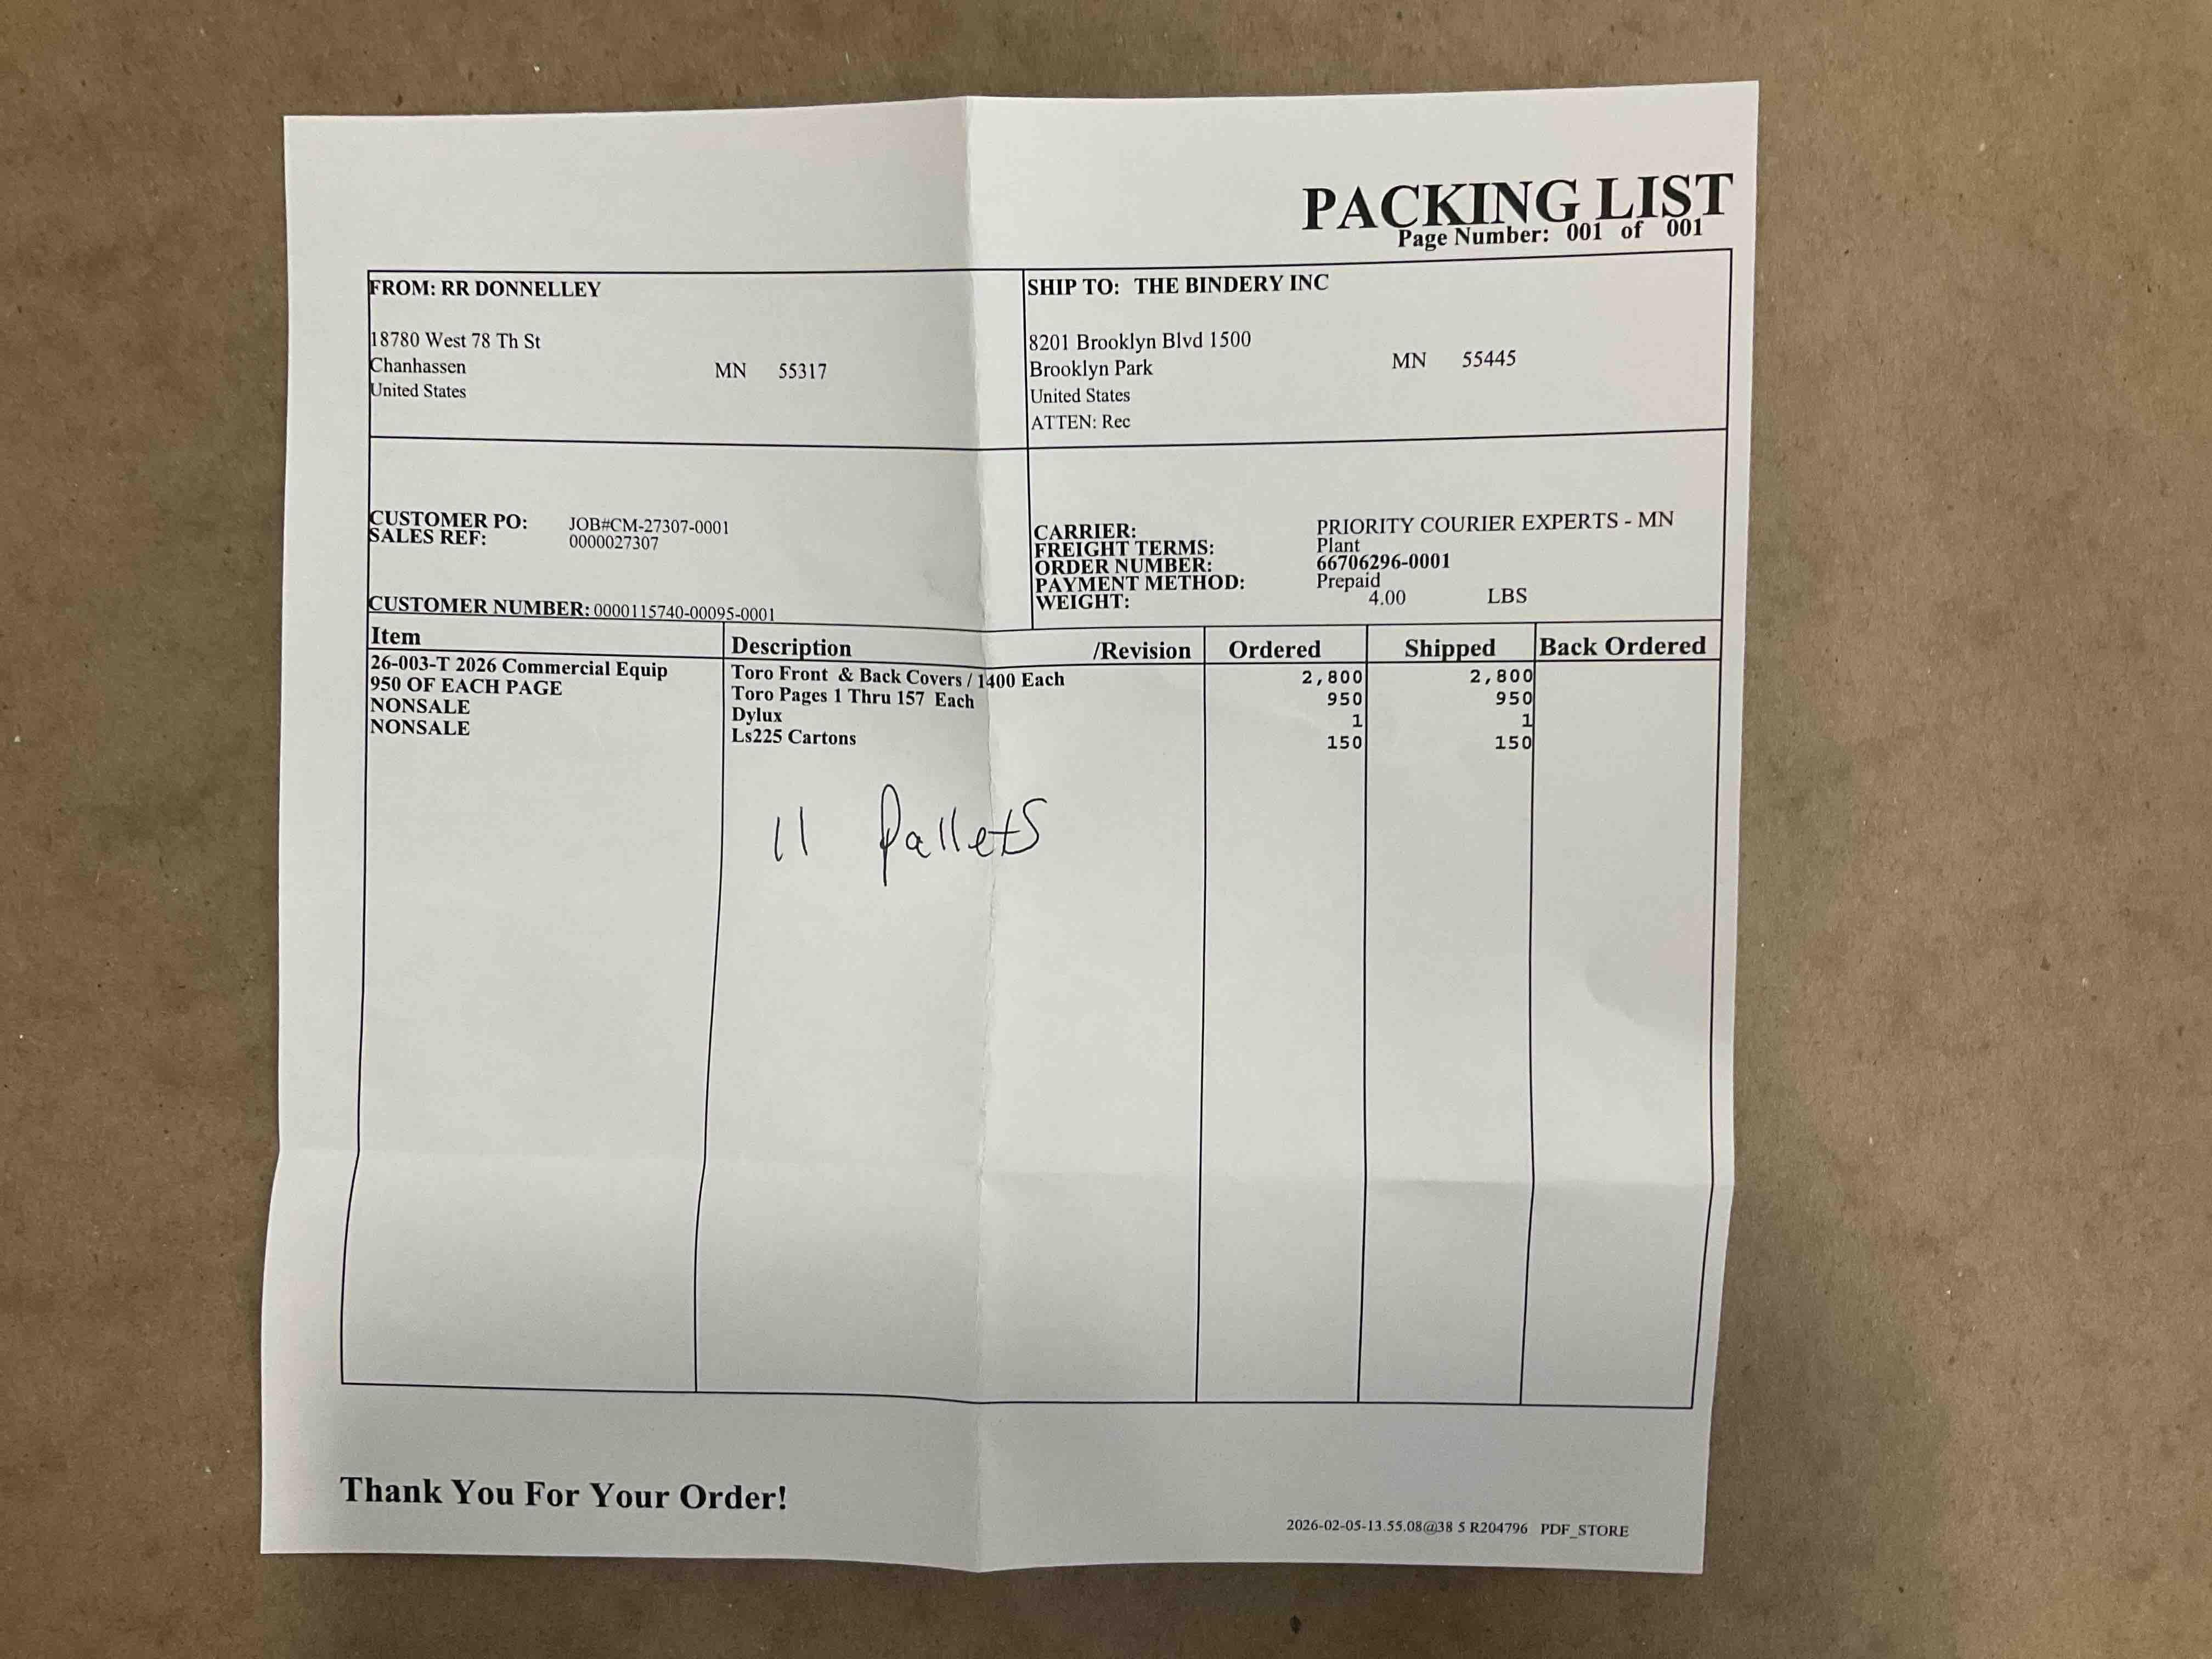 PACKING LIST
Page Number: 001 of 001
FROM: RR DONNELLEY
18780 West 78 Th St
Chanhassen MN 55317
United States
SHIP TO: THE BINDERY INC
8201 Brooklyn Blvd 1500
Brooklyn Park MN 55445
United States
ATTEN: Rec
CUSTOMER PO: JOB#CM-27307-0001
SALES REF: 0000027307
CUSTOMER NUMBER: 0000115740-00095-0001
CARRIER: PRIORITY COURIER EXPERTS - MN
FREIGHT TERMS: Plant
ORDER NUMBER: 66706296-0001
PAYMENT METHOD: Prepaid
WEIGHT: 4.00 LBS
Item Description /Revision Ordered Shipped Back Ordered
26-003-T 2026 Commercial Equip Toro Front & Back Covers / 1400 Each 2,800 2,800
950 OF EACH PAGE Toro Pages 1 Thru 157 Each 950 950
NONSALE Dylux 1 1
NONSALE Ls225 Cartons 150 150
11 Pallets
Thank You For Your Order!
2026-02-05-13.55.08@38 5 R204796 PDF_STORE